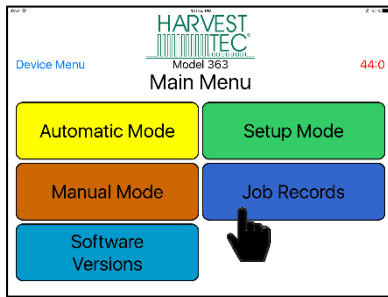 HARVEST
TEC
Device Menu
Model 363
44:0
Main Menu
Automatic Mode
Setup Mode
Manual Mode
Job Records
Software
Versions